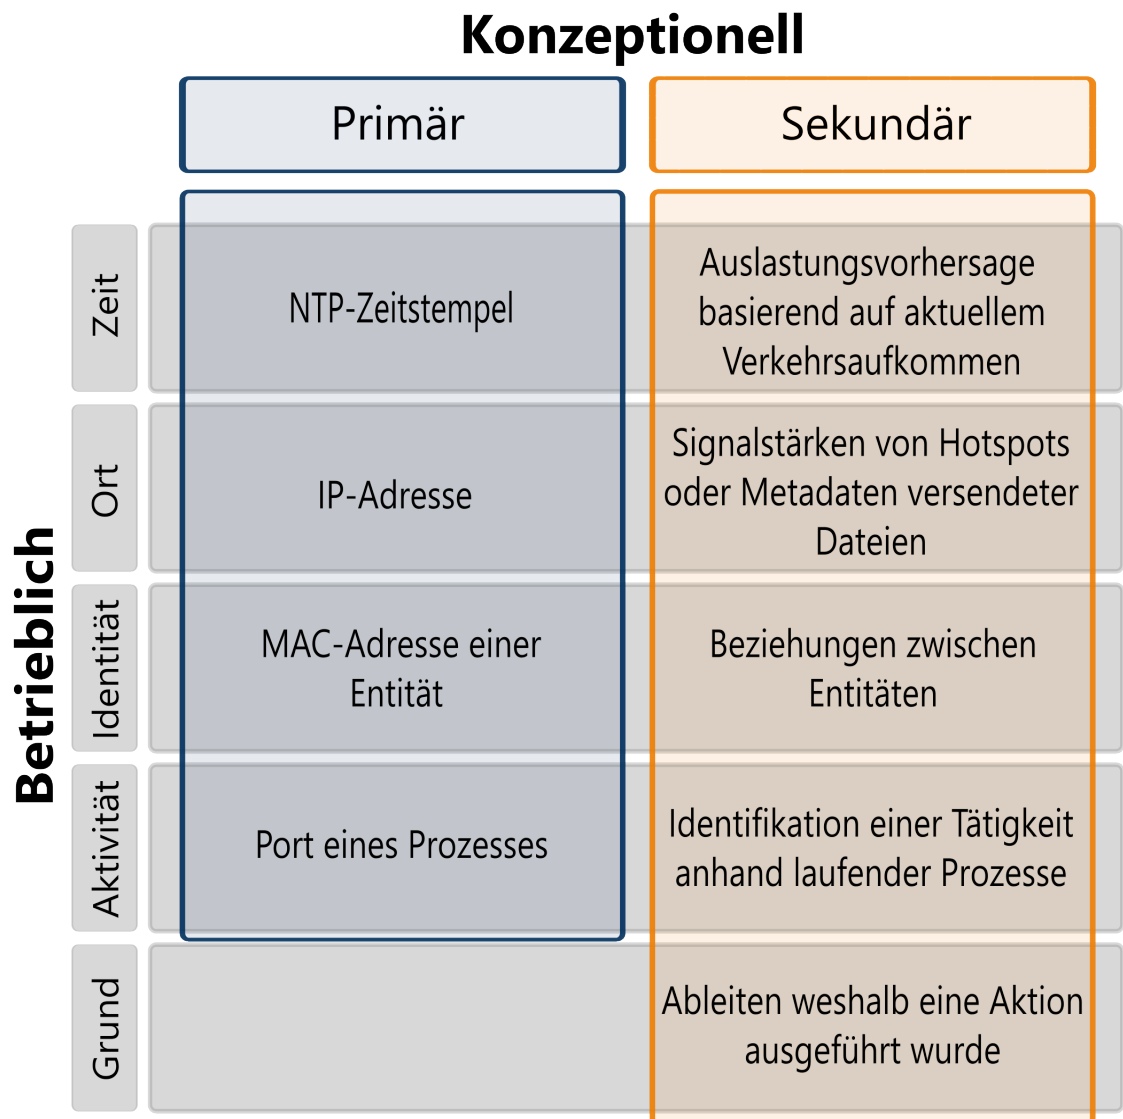 Konzeptionell
Primär
Sekundär
Betrieblich
Zeit
NTP-Zeitstempel
Auslastungsvorhersage
basierend auf aktuellem
Verkehrsaufkommen
Ort
IP-Adresse
Signalstärken von Hotspots
oder Metadaten versendeter
Dateien
Identität
MAC-Adresse einer
Entität
Beziehungen zwischen
Entitäten
Aktivität
Port eines Prozesses
Identifikation einer Tätigkeit
anhand laufender Prozesse
Grund
Ableiten weshalb eine Aktion
ausgeführt wurde